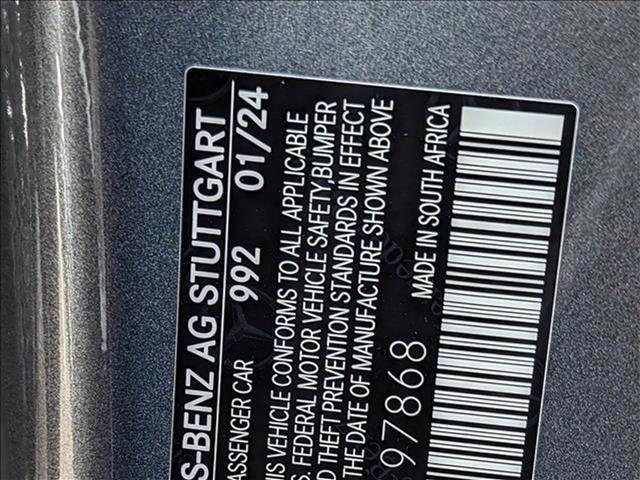 S-BENZ AG STUTTGART
ASSENGER CAR 992 01/24
IS VEHICLE CONFORMS TO ALL APPLICABLE
S. FEDERAL MOTOR VEHICLE SAFETY, BUMPER
D THEFT PREVENTION STANDARDS IN EFFECT
THE DATE OF MANUFACTURE SHOWN ABOVE
97868 MADE IN SOUTH AFRICA